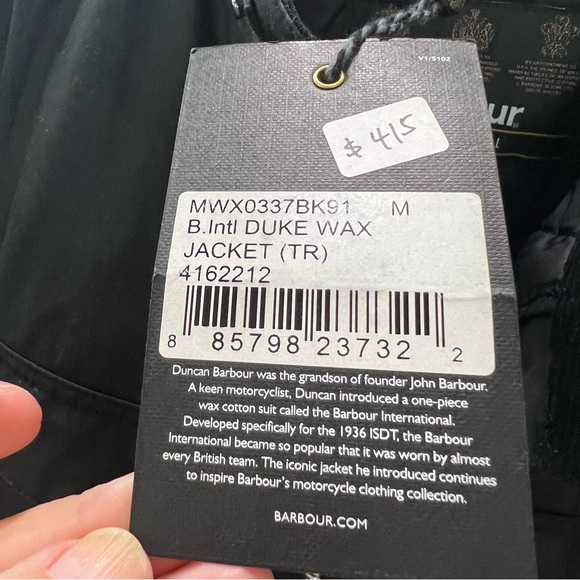 V1/5102
$ 415
MWX0337BK91 M
B.Intl DUKE WAX
JACKET (TR)
4162212
8 85798 23732 2
Duncan Barbour was the grandson of founder John Barbour.
A keen motorcyclist, Duncan introduced a one-piece
wax cotton suit called the Barbour International.
Developed specifically for the 1936 ISDT, the Barbour
International became so popular that it was worn by almost
every British team. The iconic jacket he introduced continues
to inspire Barbour's motorcycle clothing collection.
BARBOUR.COM
ur